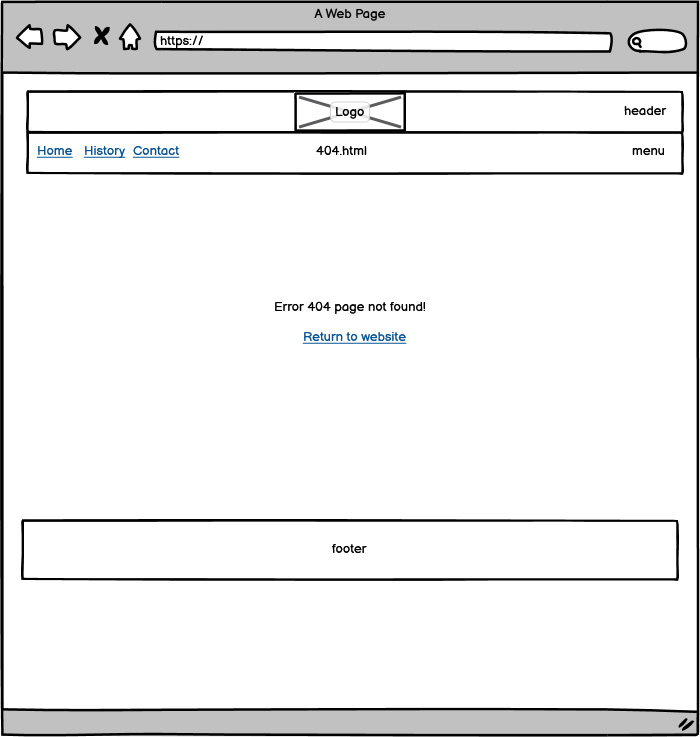 A Web Page
https://
Logo
header
Home History Contact 404.html menu
Error 404 page not found!
Return to website
footer